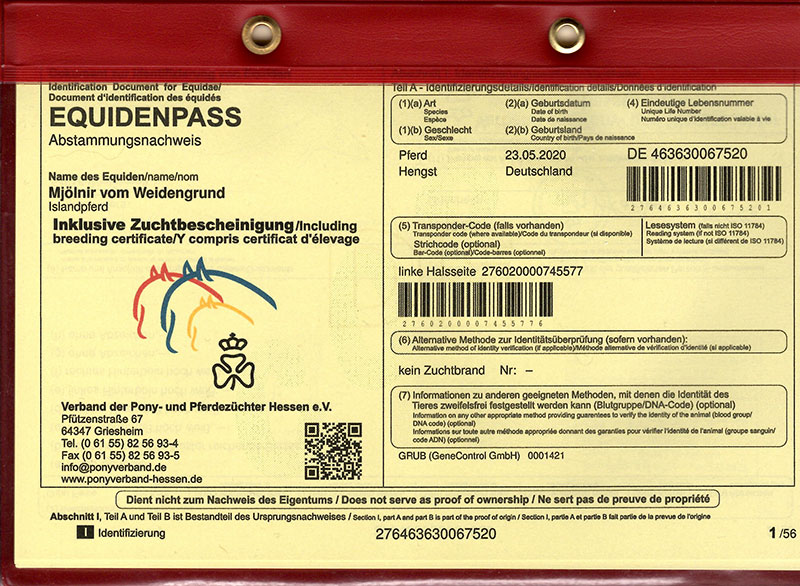 Identification Document for Equidae/
Document d'identification des équidés
EQUIDENPASS
Abstammungsnachweis
Name des Equiden/name/nom
Mjölnir vom Weidengrund
Islandpferd
Inklusive Zuchtbescheinigung/Including
breeding certificate/Y compris certificat d'élevage
Verband der Pony- und Pferdezüchter Hessen e.V.
Pfützenstraße 67
64347 Griesheim
Tel. (0 61 55) 82 56 93-4
Fax (0 61 55) 82 56 93-5
info@ponyverband.de
www.ponyverband-hessen.de
Teil A - Identifizierungsdetails/Identification details/Données d'identification
(1)(a) Art (2)(a) Geburtsdatum (4) Eindeutige Lebensnummer
Species Date of birth Unique Life Number
Espèce Date de naissance Numéro unique d'identification valable à vie
(1)(b) Geschlecht (2)(b) Geburtsland
Sex/Sexe Country of birth/Pays de naissance
Pferd 23.05.2020 DE 463630067520
Hengst Deutschland
2764636300675201
(5) Transponder-Code (falls vorhanden) Lesesystem (falls nicht ISO 11784)
Transponder code (where available)/Code du transpondeur (si disponible) Reading system (if not ISO 11784)
Strichcode (optional) Système de lecture (si différent de ISO 11784)
Bar-Code (optional)/Code-barres (optionnel)
linke Halsseite 276020000745577
2760200007455776
(6) Alternative Methode zur Identitätsüberprüfung (sofern vorhanden):
Alternative method of identity verification (if applicable)/Méthode alternative de vérification d'identité (si applicable)
kein Zuchtbrand Nr: –
(7) Informationen zu anderen geeigneten Methoden, mit denen die Identität des
Tieres zweifelsfrei festgestellt werden kann (Blutgruppe/DNA-Code) (optional)
Information on any other appropriate method providing guarantees to verify the identity of the animal (blood group/
DNA code) (optional)
Informations sur toute autre méthode appropriée donnant des garanties pour vérifier l'identité de l'animal (groupe sanguin/
code ADN) (optionnel)
GRUB (GeneControl GmbH) 0001421
Dient nicht zum Nachweis des Eigentums / Does not serve as proof of ownership / Ne sert pas de preuve de propriété
Abschnitt I, Teil A und Teil B ist Bestandteil des Ursprungsnachweises / Section I, part A and part B is part of the proof of origin / Section I, partie A et partie B fait partie de la prevue de l'origine
I Identifizierung 276463630067520 1 /56